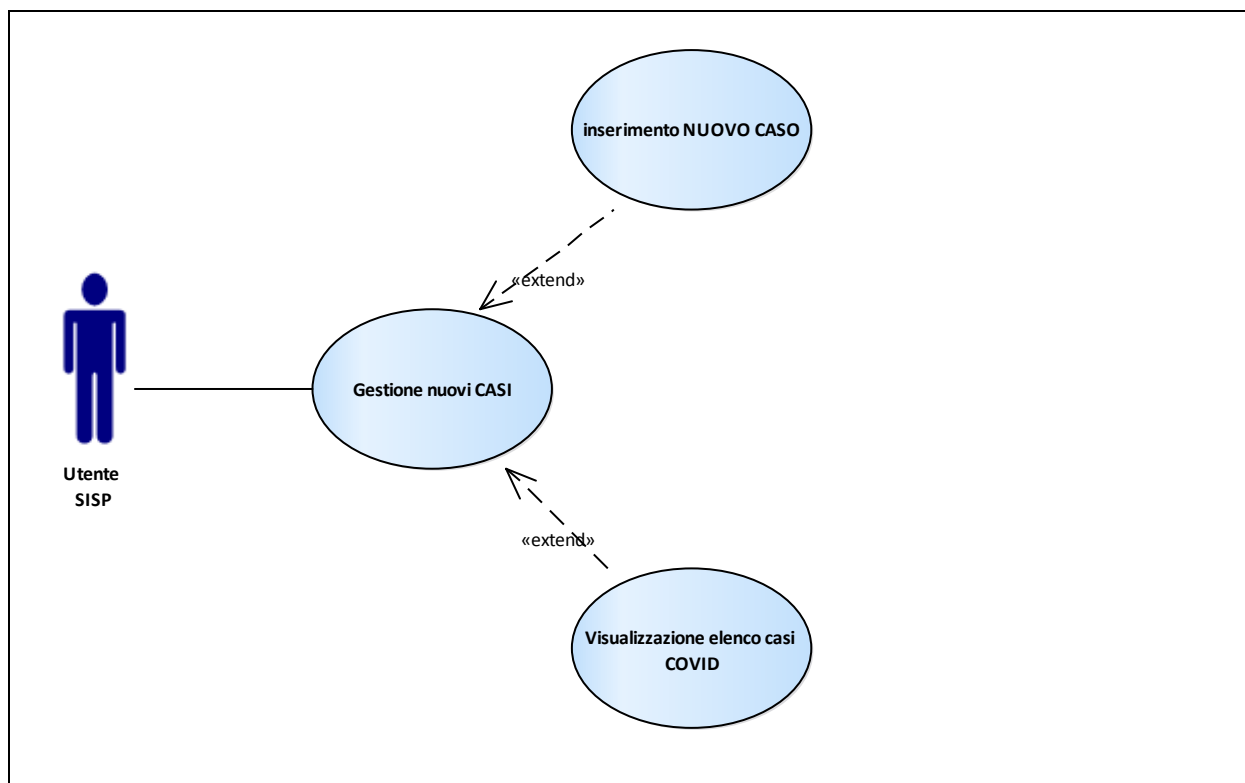 inserimento NUOVO CASO
«extend»
Gestione nuovi CASI
Utente
SISP
«extend»
Visualizzazione elenco casi
COVID